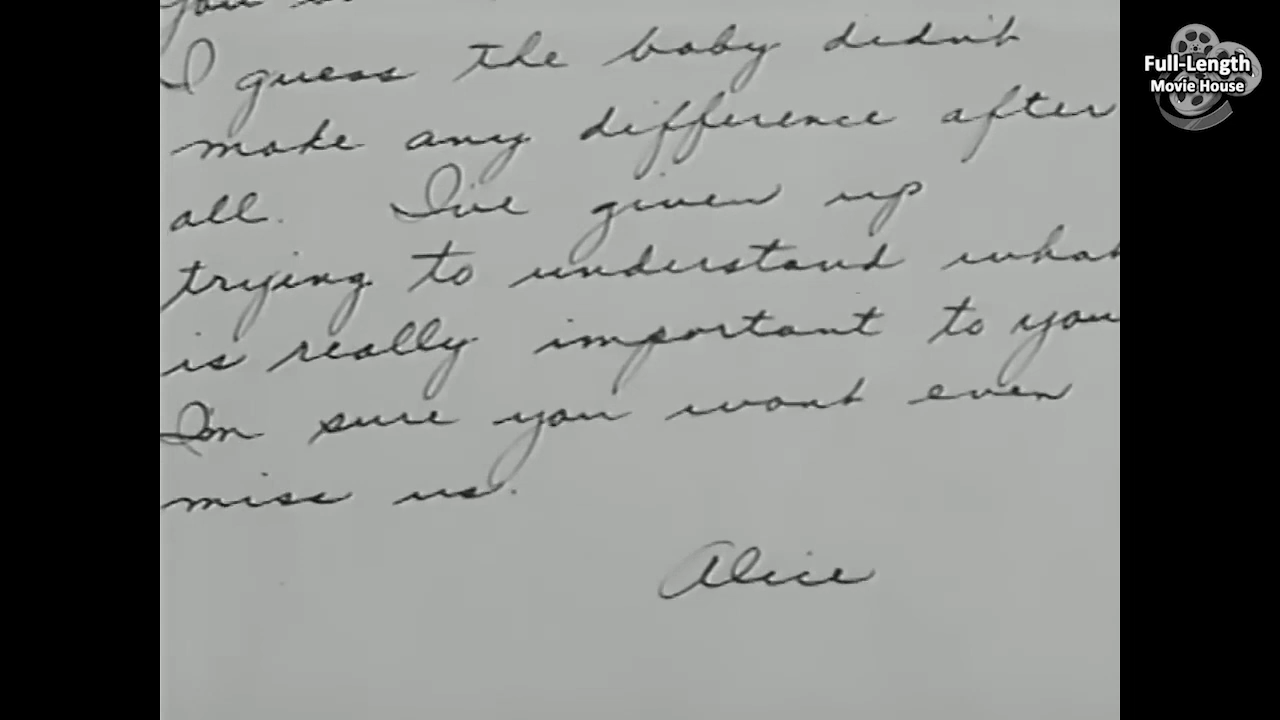 I guess the baby didn't
make any difference after
all. I've given up
trying to understand what
is really important to you
I'm sure you wont even
miss us.
Alice
Full-Length
Movie House